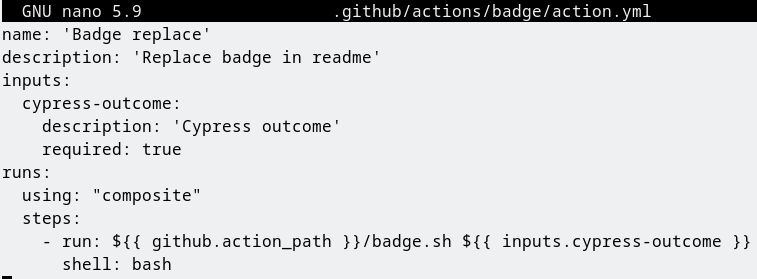 GNU nano 5.9 .github/actions/badge/action.yml
name: 'Badge replace'
description: 'Replace badge in readme'
inputs:
  cypress-outcome:
    description: 'Cypress outcome'
    required: true
runs:
  using: "composite"
  steps:
    - run: ${{ github.action_path }}/badge.sh ${{ inputs.cypress-outcome }}
      shell: bash